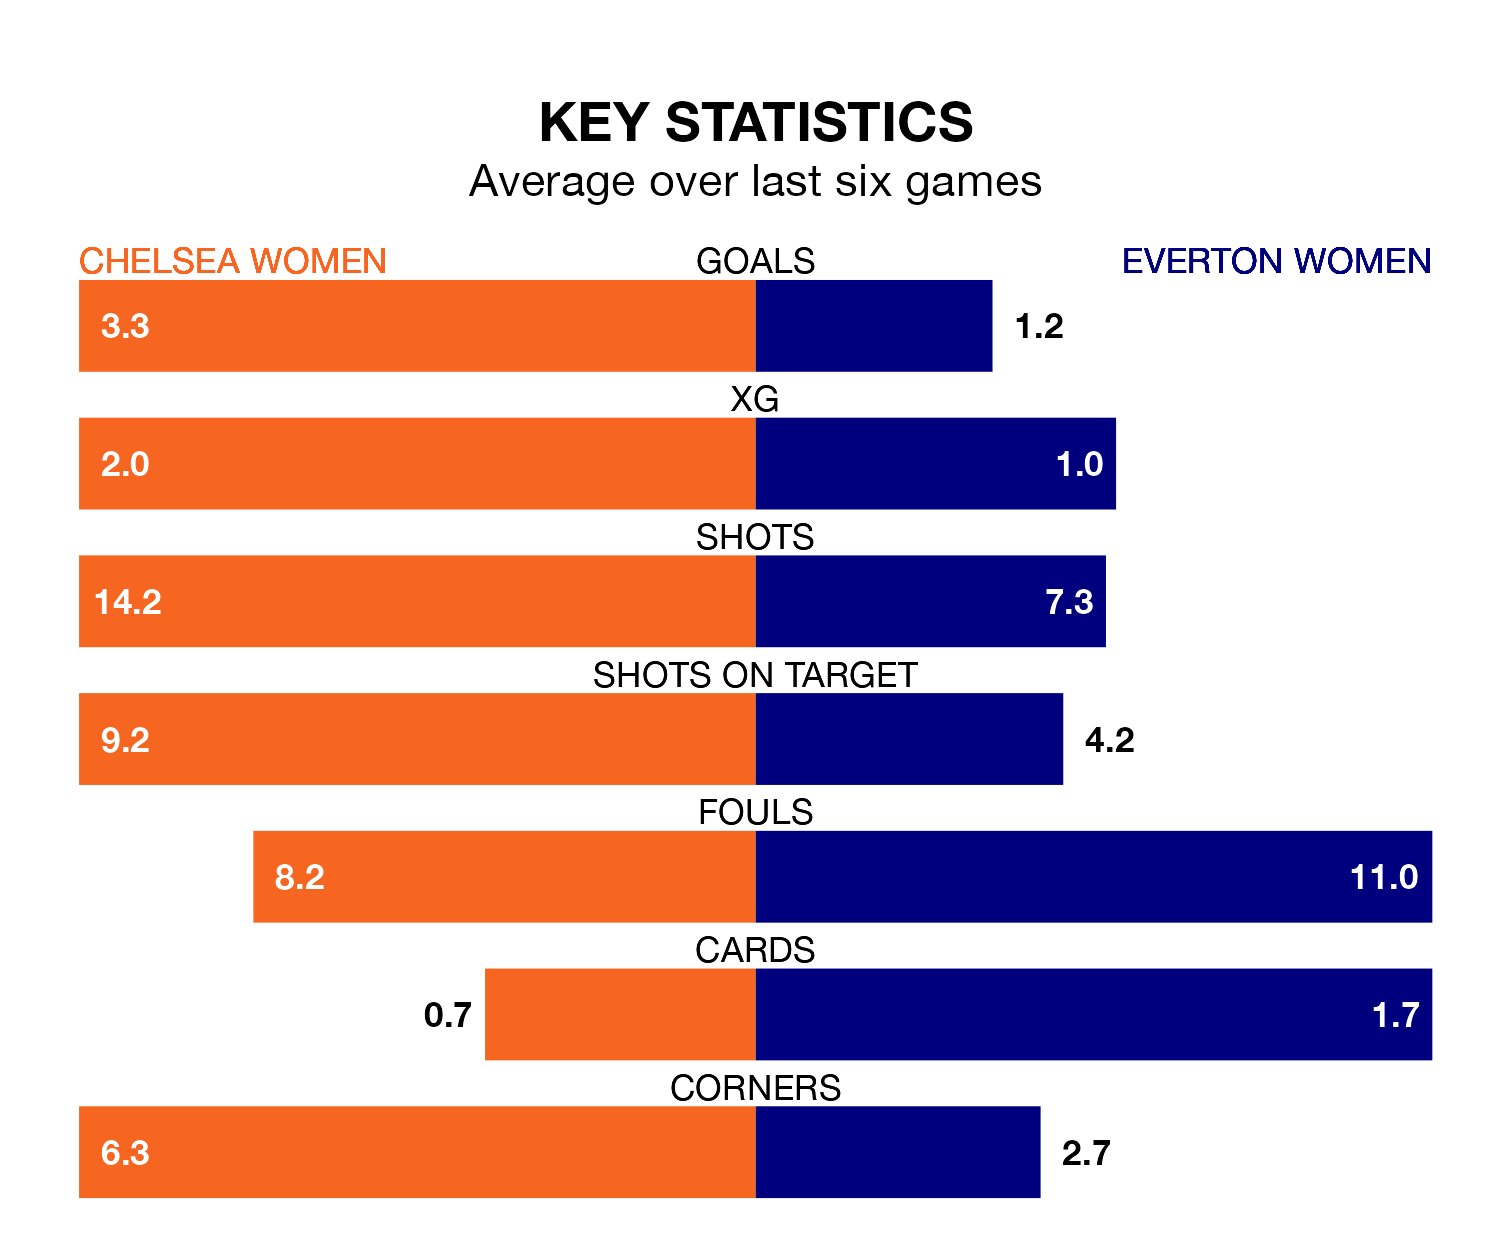 KEY STATISTICS
Average over last six games
CHELSEA WOMEN GOALS EVERTON WOMEN
3.3 1.2
XG
2.0 1.0
SHOTS
14.2 7.3
SHOTS ON TARGET
9.2 4.2
FOULS
8.2 11.0
CARDS
0.7 1.7
CORNERS
6.3 2.7